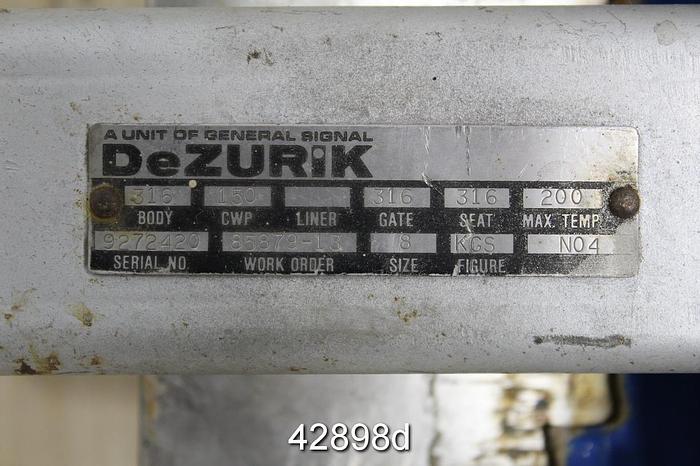 A UNIT OF GENERAL SIGNAL
DeZURiK
316 150 316 316 200
BODY CWP LINER GATE SEAT MAX. TEMP.
9272420 85879-13 8 KGS NO4
SERIAL NO WORK ORDER SIZE FIGURE
42898d